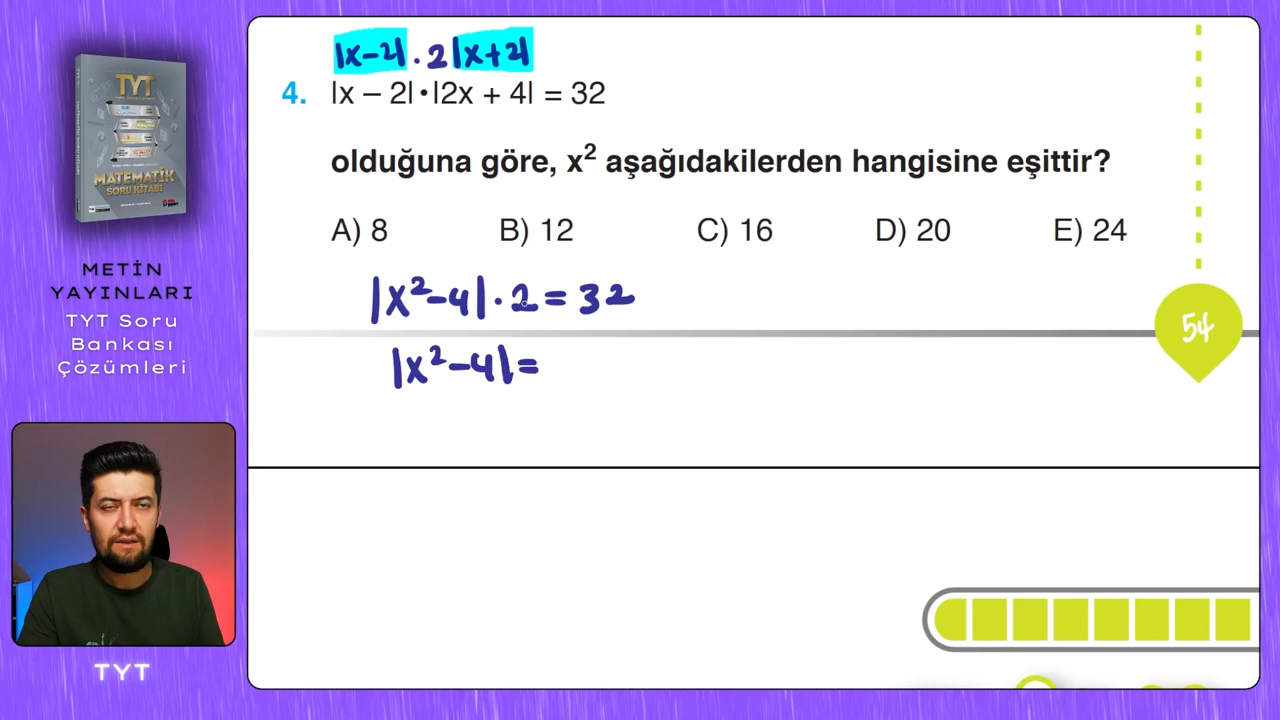 |x-2| . 2 |x+2|
4. |x – 2| • |2x + 4| = 32
olduğuna göre, x² aşağıdakilerden hangisine eşittir?
A) 8 B) 12 C) 16 D) 20 E) 24
|x²-4| . 2 = 32
|x²-4| =
54
TYT
MATEMATİK
SORU KİTABI
METİN
YAYINLARI
TYT Soru
Bankası
Çözümleri
TYT